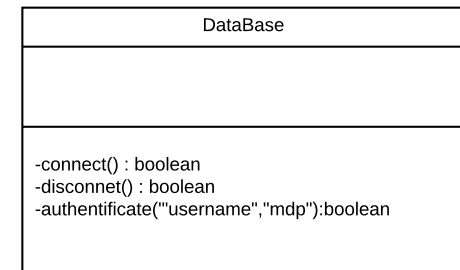 DataBase
-connect() : boolean
-disconnet() : boolean
-authentificate('"username","mdp"):boolean